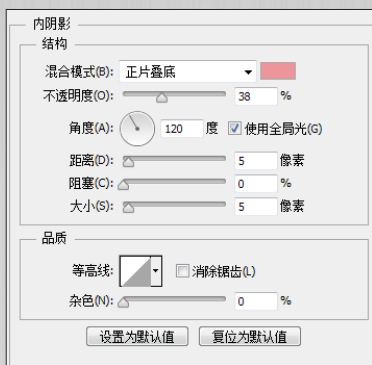 内阴影
结构
混合模式(B): 正片叠底
不透明度(O): 38 %
角度(A): 120 度 使用全局光(G)
距离(D): 5 像素
阻塞(C): 0 %
大小(S): 5 像素
品质
等高线: 消除锯齿(L)
杂色(N): 0 %
设置为默认值 复位为默认值